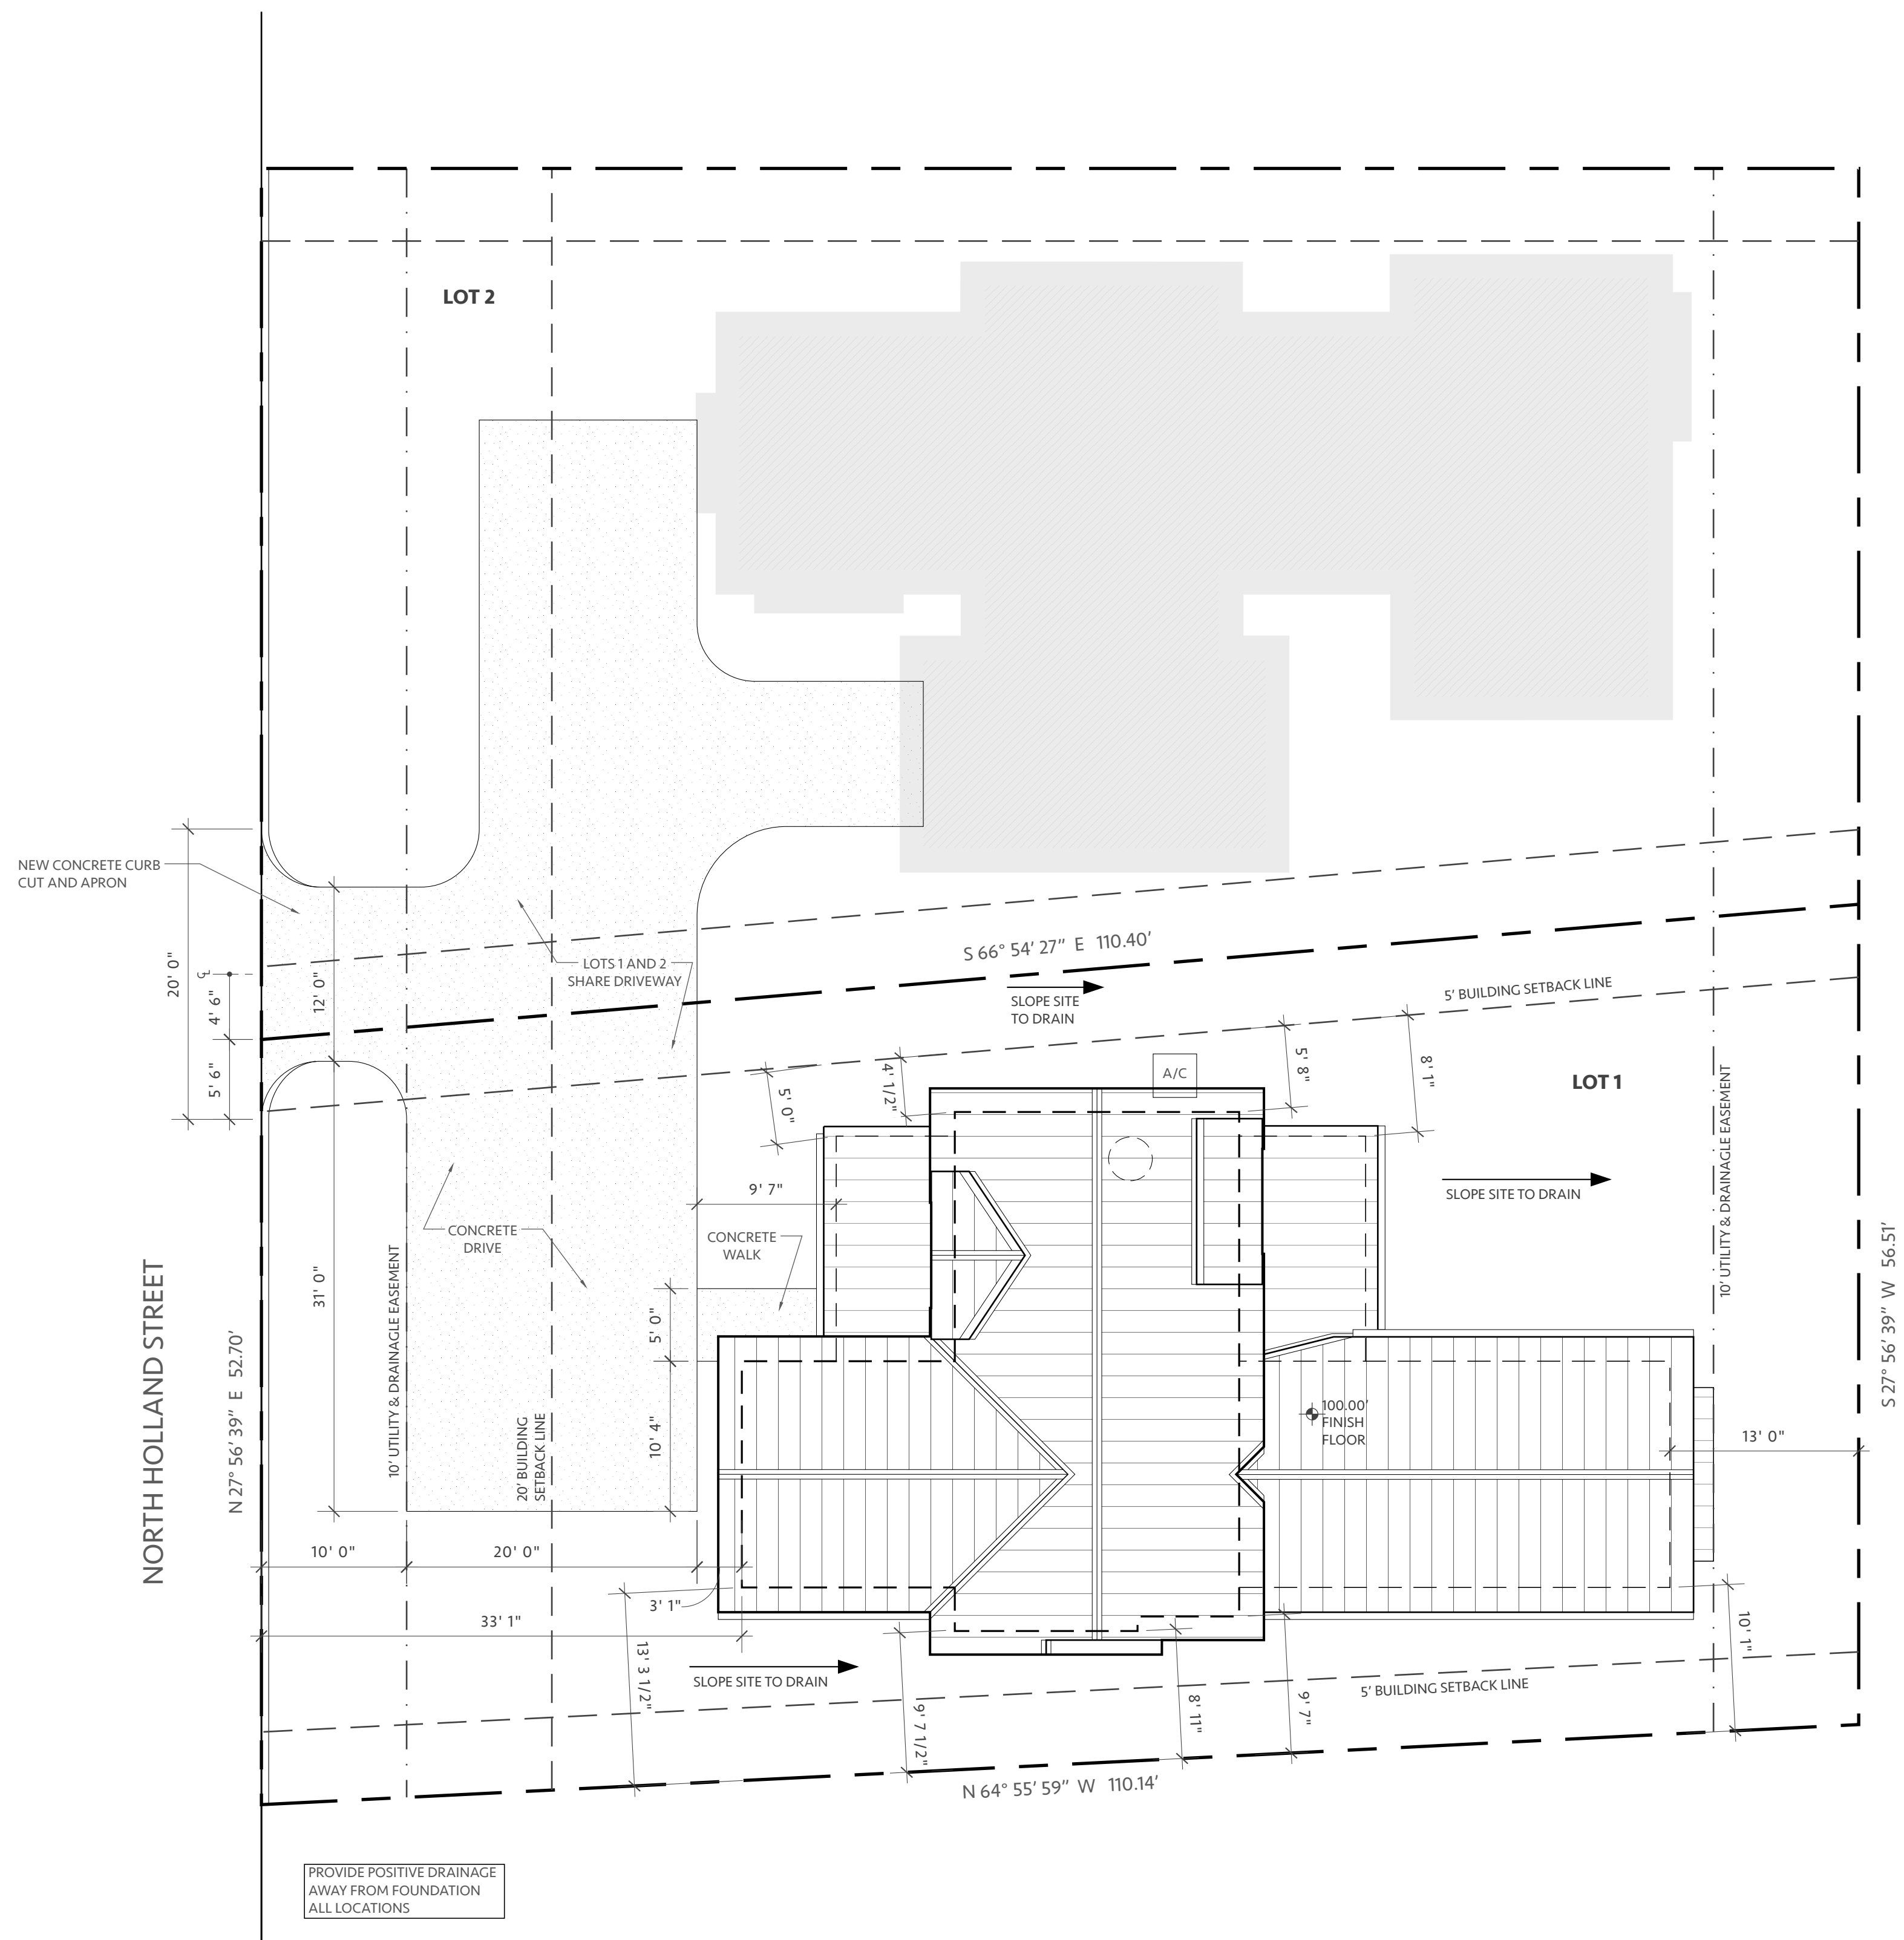 LOT 2
NEW CONCRETE CURB
CUT AND APRON
20' 0"
4' 6"
5' 6"
12' 0"
LOTS 1 AND 2
SHARE DRIVEWAY
S 66° 54’ 27” E 110.40’
SLOPE SITE
TO DRAIN
5’ BUILDING SETBACK LINE
5' 0"
4' 1/2"
A/C
5' 8"
8' 1"
LOT 1
10’ UTILITY & DRAINAGLE EASEMENT
SLOPE SITE TO DRAIN
9' 7"
CONCRETE
DRIVE
CONCRETE
WALK
31' 0"
5' 0"
10' 4"
NORTH HOLLAND STREET
N 27° 56’ 39” E 52.70’
10’ UTILITY & DRAINAGLE EASEMENT
20’ BUILDING
SETBACK LINE
100.00'
FINISH
FLOOR
13' 0"
S 27° 56’ 39” W 56.51’
10' 0"
20' 0"
3' 1"
33' 1"
13' 3 1/2"
SLOPE SITE TO DRAIN
9' 7 1/2"
8' 11"
9' 7"
10' 1"
5’ BUILDING SETBACK LINE
N 64° 55’ 59” W 110.14’
PROVIDE POSITIVE DRAINAGE
AWAY FROM FOUNDATION
ALL LOCATIONS